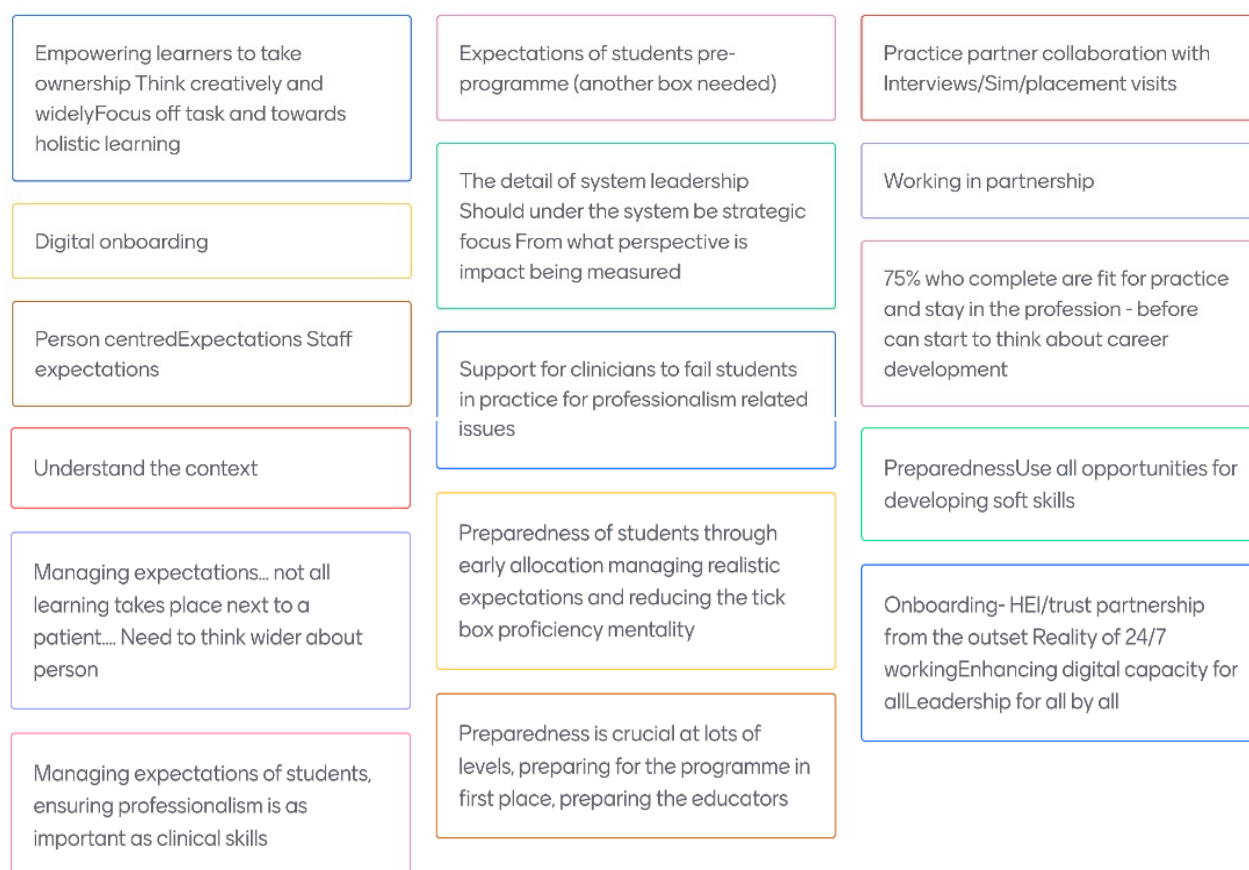 Empowering learners to take
ownership Think creatively and
widelyFocus off task and towards
holistic learning
Digital onboarding
Person centredExpectations Staff
expectations
Understand the context
Managing expectations... not all
learning takes place next to a
patient.... Need to think wider about
person
Managing expectations of students,
ensuring professionalism is as
important as clinical skills
Expectations of students pre-
programme (another box needed)
The detail of system leadership
Should under the system be strategic
focus From what perspective is
impact being measured
Support for clinicians to fail students
in practice for professionalism related
issues
Preparedness of students through
early allocation managing realistic
expectations and reducing the tick
box proficiency mentality
Preparedness is crucial at lots of
levels, preparing for the programme in
first place, preparing the educators
Practice partner collaboration with
Interviews/Sim/placement visits
Working in partnership
75% who complete are fit for practice
and stay in the profession - before
can start to think about career
development
PreparednessUse all opportunities for
developing soft skills
Onboarding- HEI/trust partnership
from the outset Reality of 24/7
workingEnhancing digital capacity for
allLeadership for all by all